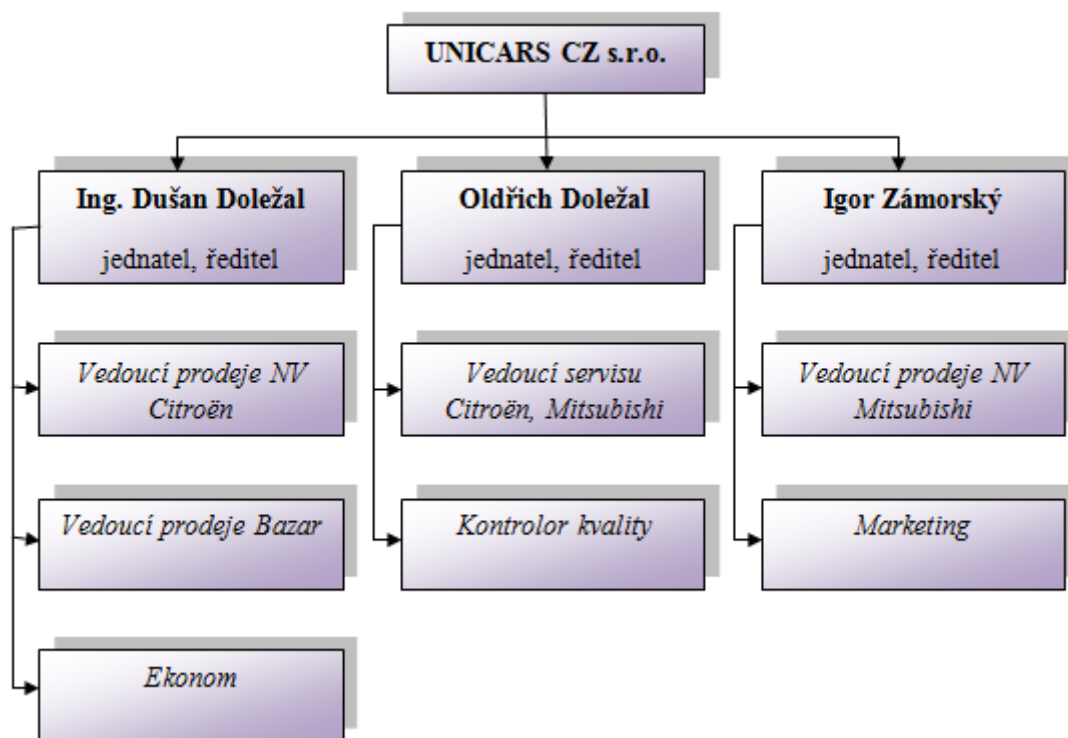 UNICARS CZ s.r.o.
Ing. Dušan Doležal
jednatel, ředitel
Oldřich Doležal
jednatel, ředitel
Igor Zámorský
jednatel, ředitel
Vedoucí prodeje NV
Citroën
Vedoucí servisu
Citroën, Mitsubishi
Vedoucí prodeje NV
Mitsubishi
Vedoucí prodeje Bazar
Kontrolor kvality
Marketing
Ekonom